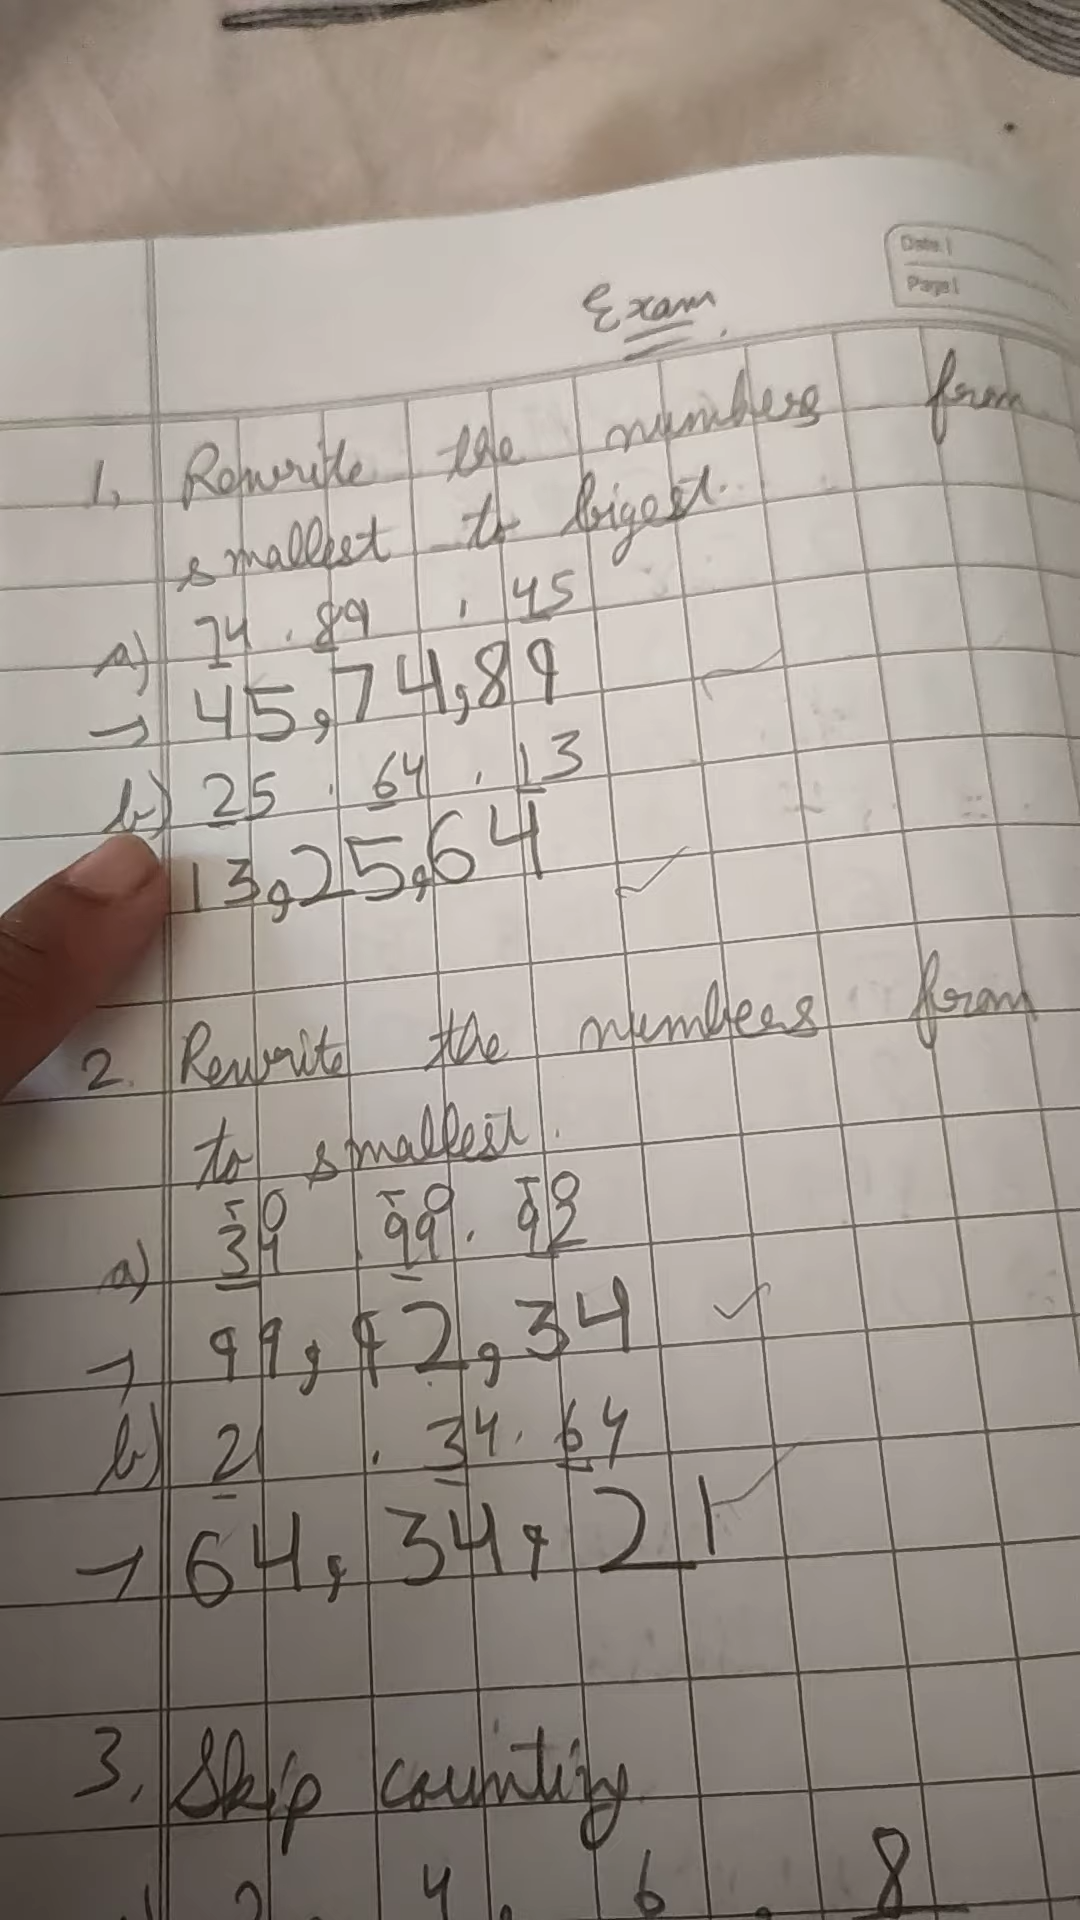 Date |
Page |
Exam.
1. Rewrite the numbers from
smallest to bigest.
a) 74 , 89 , 45
→ 45,74,89
b) 25 , 64 , 13
13,25,64
2. Rewrite the numbers from
to smallest.
a) 34 , 99 , 92
→ 99, 92, 34
b) 21 , 34 , 64
→ 64, 34, 21
3. Skip counting
2 , 4 , 6 , 8